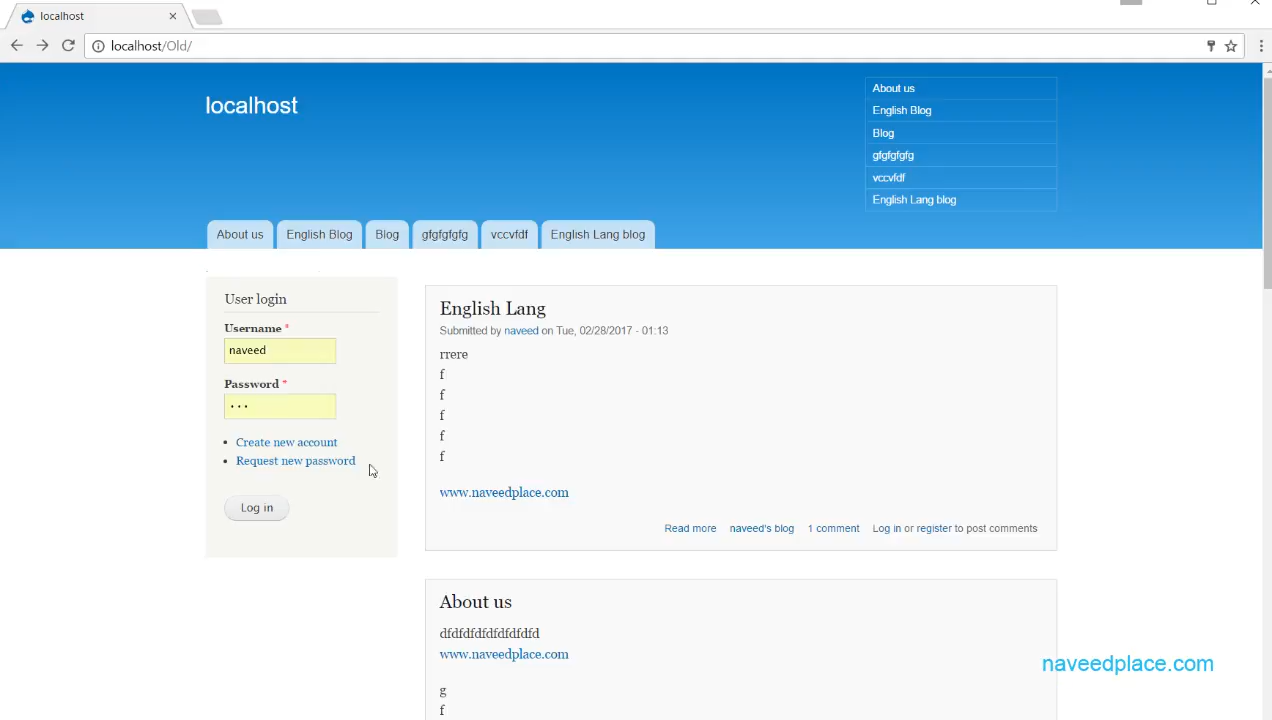 localhost
localhost/Old/
localhost
About us
English Blog
Blog
gfgfgfgfg
vccvfdf
English Lang blog
About us
English Blog
Blog
gfgfgfgfg
vccvfdf
English Lang blog
User login
Username *
naveed
Password *
Create new account
Request new password
Log in
English Lang
Submitted by naveed on Tue, 02/28/2017 - 01:13
rrere
f
f
f
f
f
www.naveedplace.com
Read more naveed's blog 1 comment Log in or register to post comments
About us
dfdfdfdfdfdfdfdfd
www.naveedplace.com
g
f
naveedplace.com